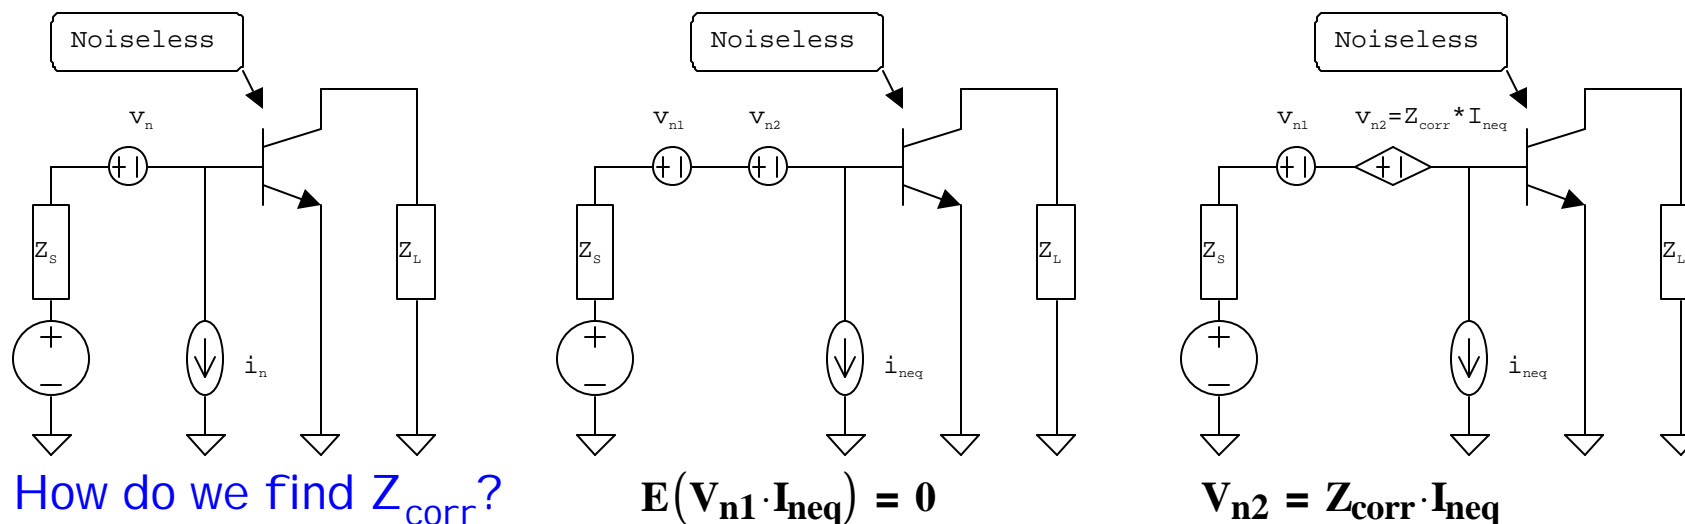 Noiseless
Noiseless
Noiseless
vn
vn1
vn2
vn1
vn2=Zcorr*Ineq
ZS
ZL
ZS
ZL
ZS
ZL
in
ineq
ineq
How do we find Zcorr?
E(Vn1·Ineq) = 0
Vn2 = Zcorr·Ineq